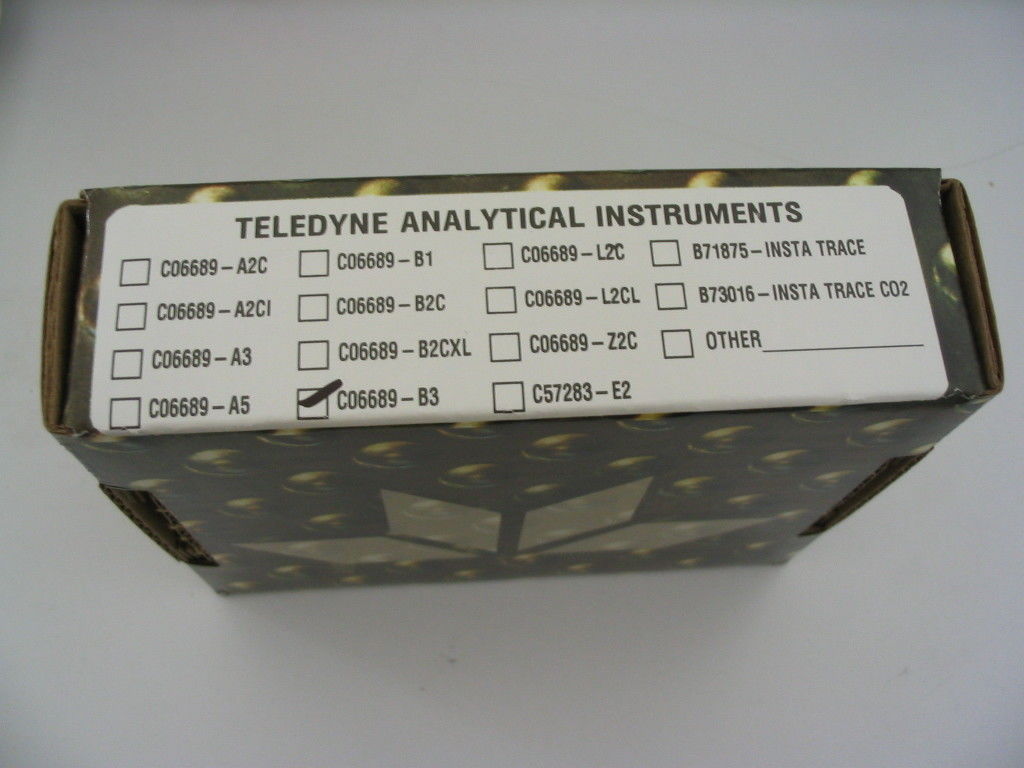 TELEDYNE ANALYTICAL INSTRUMENTS
C06689-A2C C06689-B1 C06689-L2C B71875-INSTA TRACE
C06689-A2CI C06689-B2C C06689-L2CL B73016-INSTA TRACE CO2
C06689-A3 C06689-B2CXL C06689-Z2C OTHER
C06689-A5 C06689-B3 C57283-E2